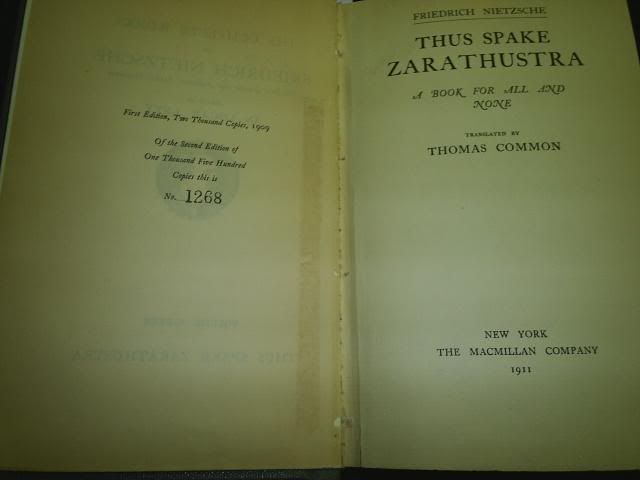 First Edition, Two Thousand Copies, 1909
Of the Second Edition of
One Thousand Five Hundred
Copies this is
No. 1268
FRIEDRICH NIETZSCHE
THUS SPAKE
ZARATHUSTRA
A BOOK FOR ALL AND
NONE
TRANSLATED BY
THOMAS COMMON
NEW YORK
THE MACMILLAN COMPANY
1911